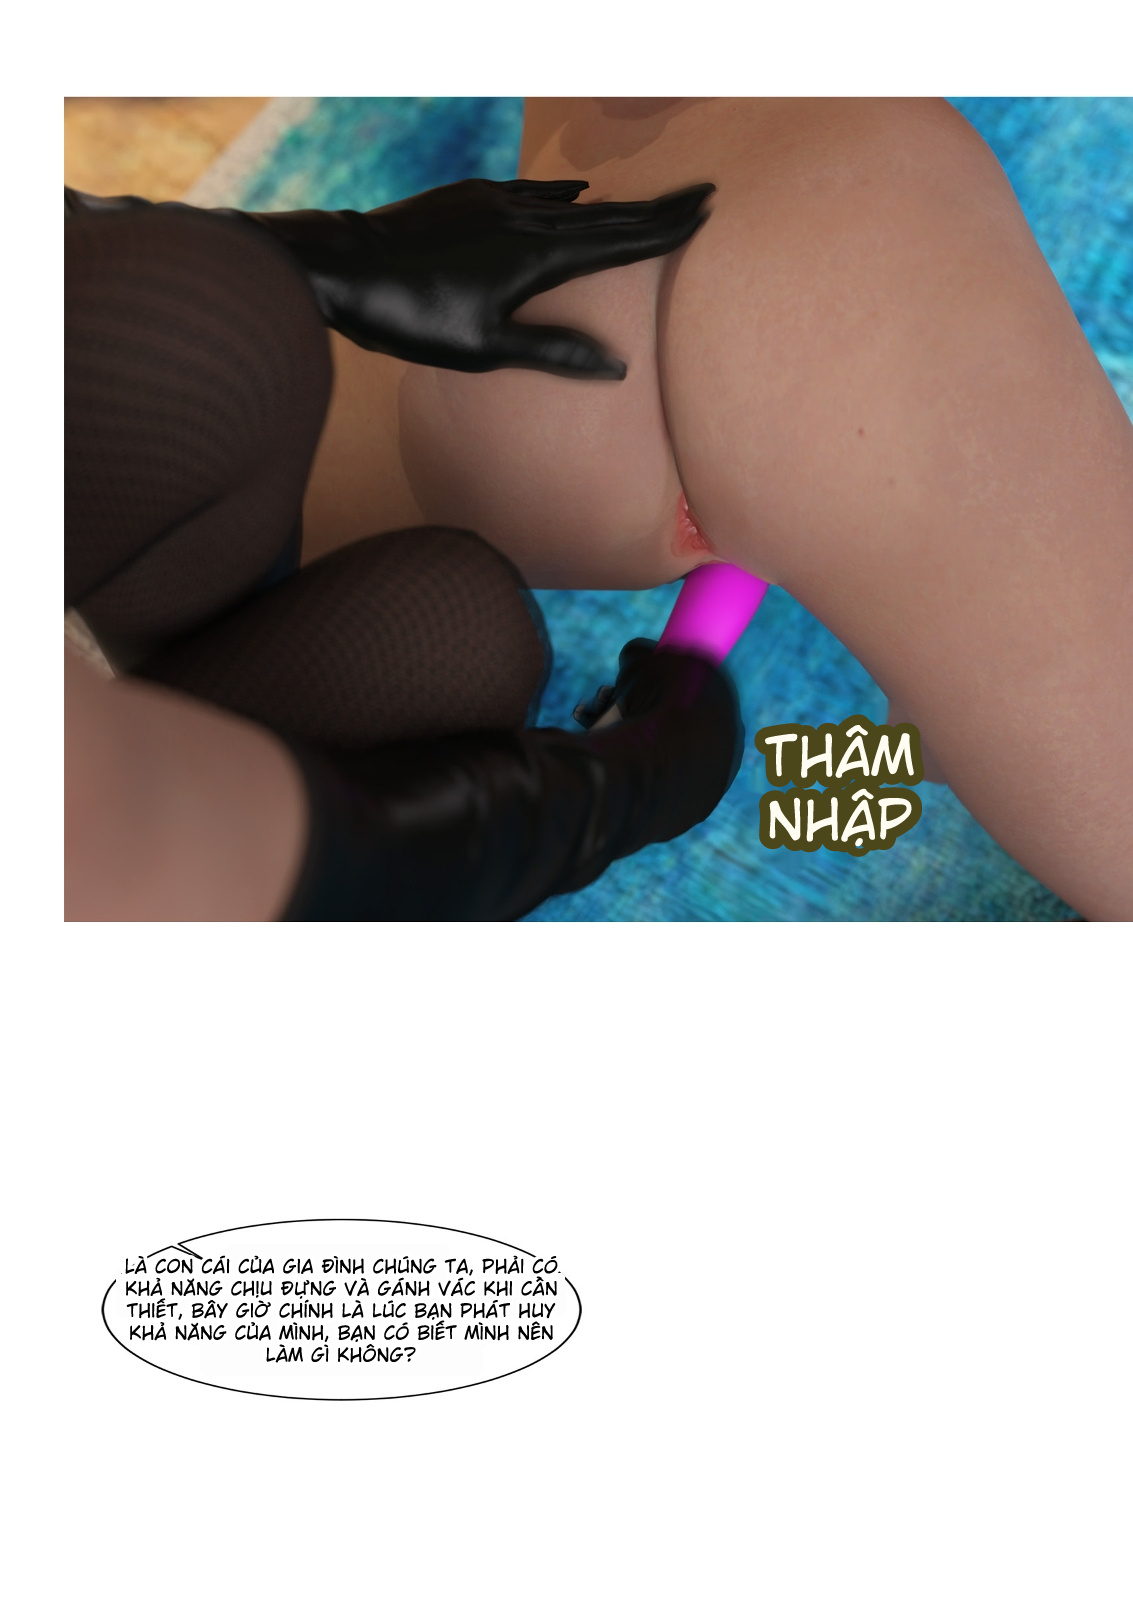 THÂM
NHẬP
LÀ CON CÁI CỦA GIA ĐÌNH CHÚNG TA, PHẢI CÓ
KHẢ NĂNG CHỊU ĐỰNG VÀ GÁNH VÁC KHI CẦN
THIẾT, BÂY GIỜ CHÍNH LÀ LÚC BẠN PHÁT HUY
KHẢ NĂNG CỦA MÌNH, BẠN CÓ BIẾT MÌNH NÊN
LÀM GÌ KHÔNG?